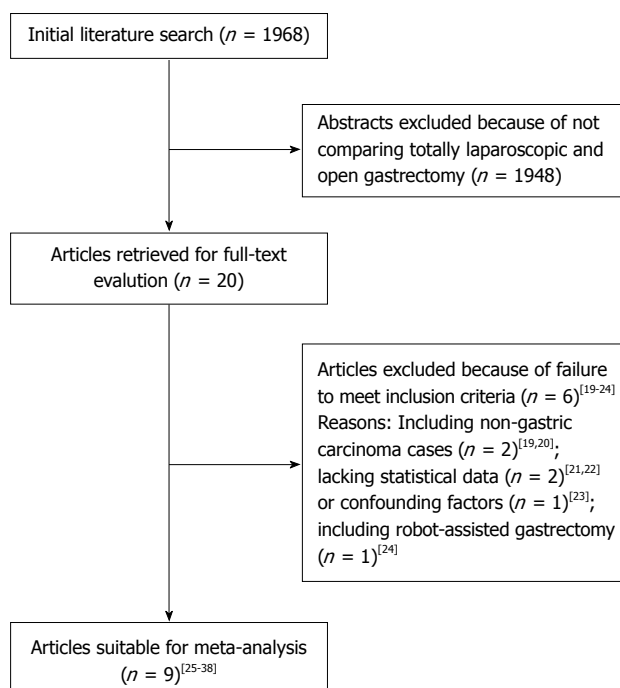 Initial literature search (n = 1968)
Abstracts excluded because of not
comparing totally laparoscopic and
open gastrectomy (n = 1948)
Articles retrieved for full-text
evalution (n = 20)
Articles excluded because of failure
to meet inclusion criteria (n = 6)[19-24]
Reasons: Including non-gastric
carcinoma cases (n = 2)[19,20];
lacking statistical data (n = 2)[21,22]
or confounding factors (n = 1)[23];
including robot-assisted gastrectomy
(n = 1)[24]
Articles suitable for meta-analysis
(n = 9)[25-38]